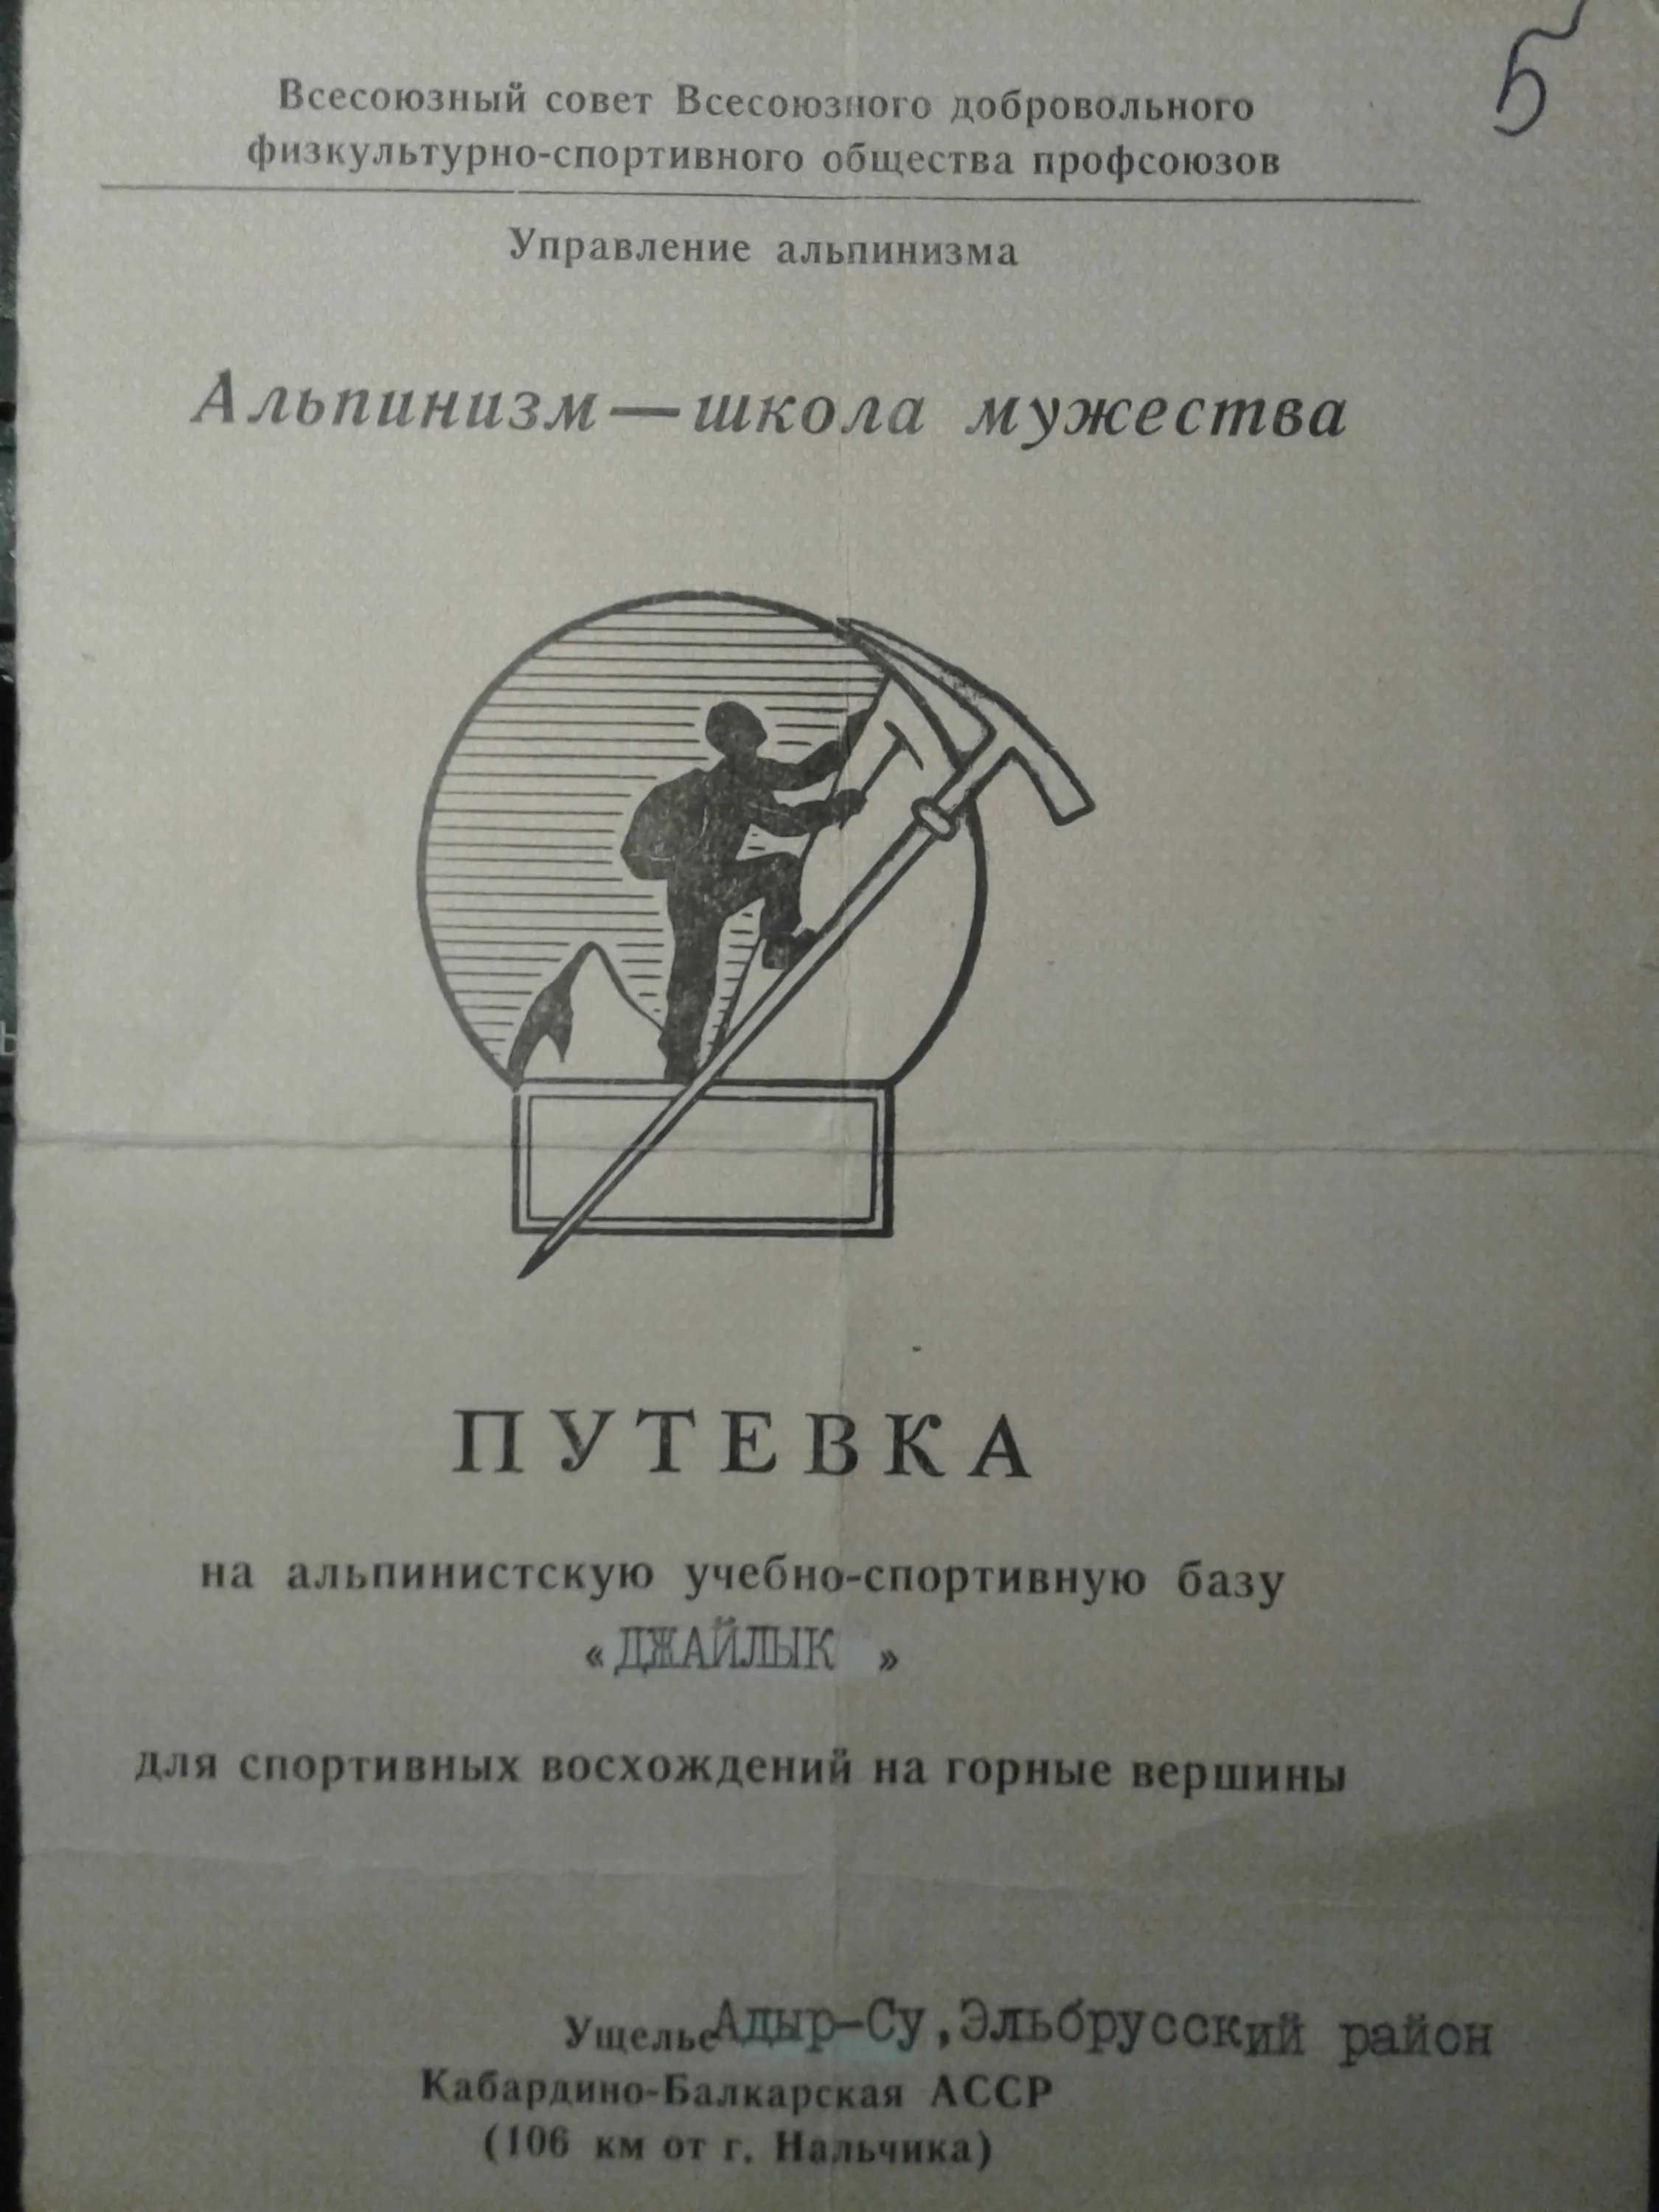 5
Всесоюзный совет Всесоюзного добровольного
физкультурно-спортивного общества профсоюзов
Управление альпинизма
Альпинизм — школа мужества
ПУТЕВКА
на альпинистскую учебно-спортивную базу
« ДЖАЙЛЫК »
для спортивных восхождений на горные вершины
Ущелье Адыр-Су, Эльбрусский район
Кабардино-Балкарская АССР
(106 км от г. Нальчика)